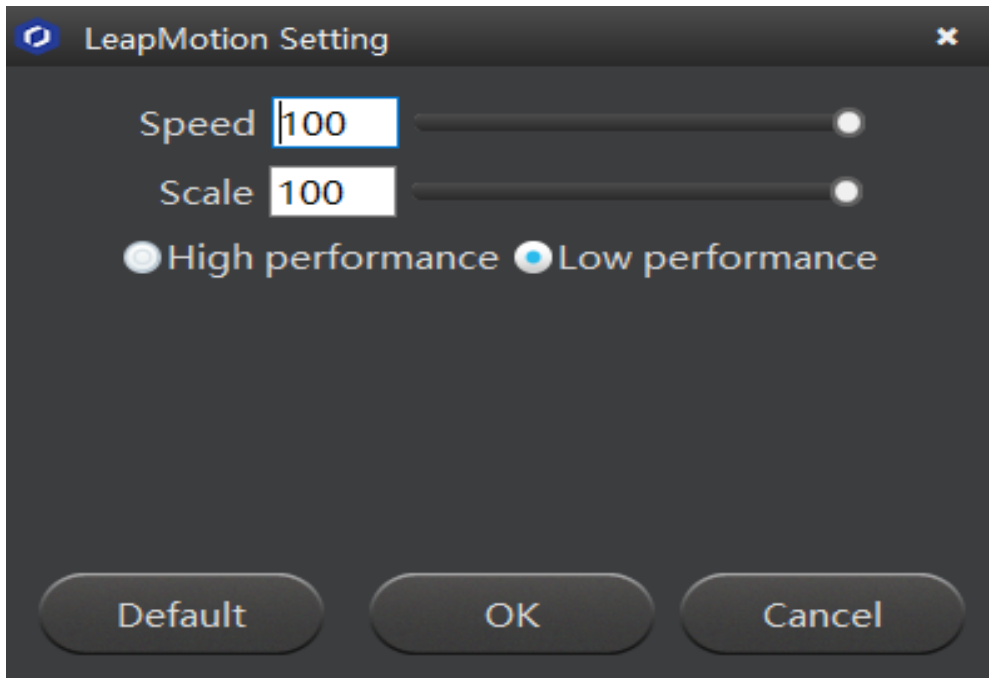 LeapMotion Setting
Speed 100
Scale 100
High performance Low performance
Default OK Cancel